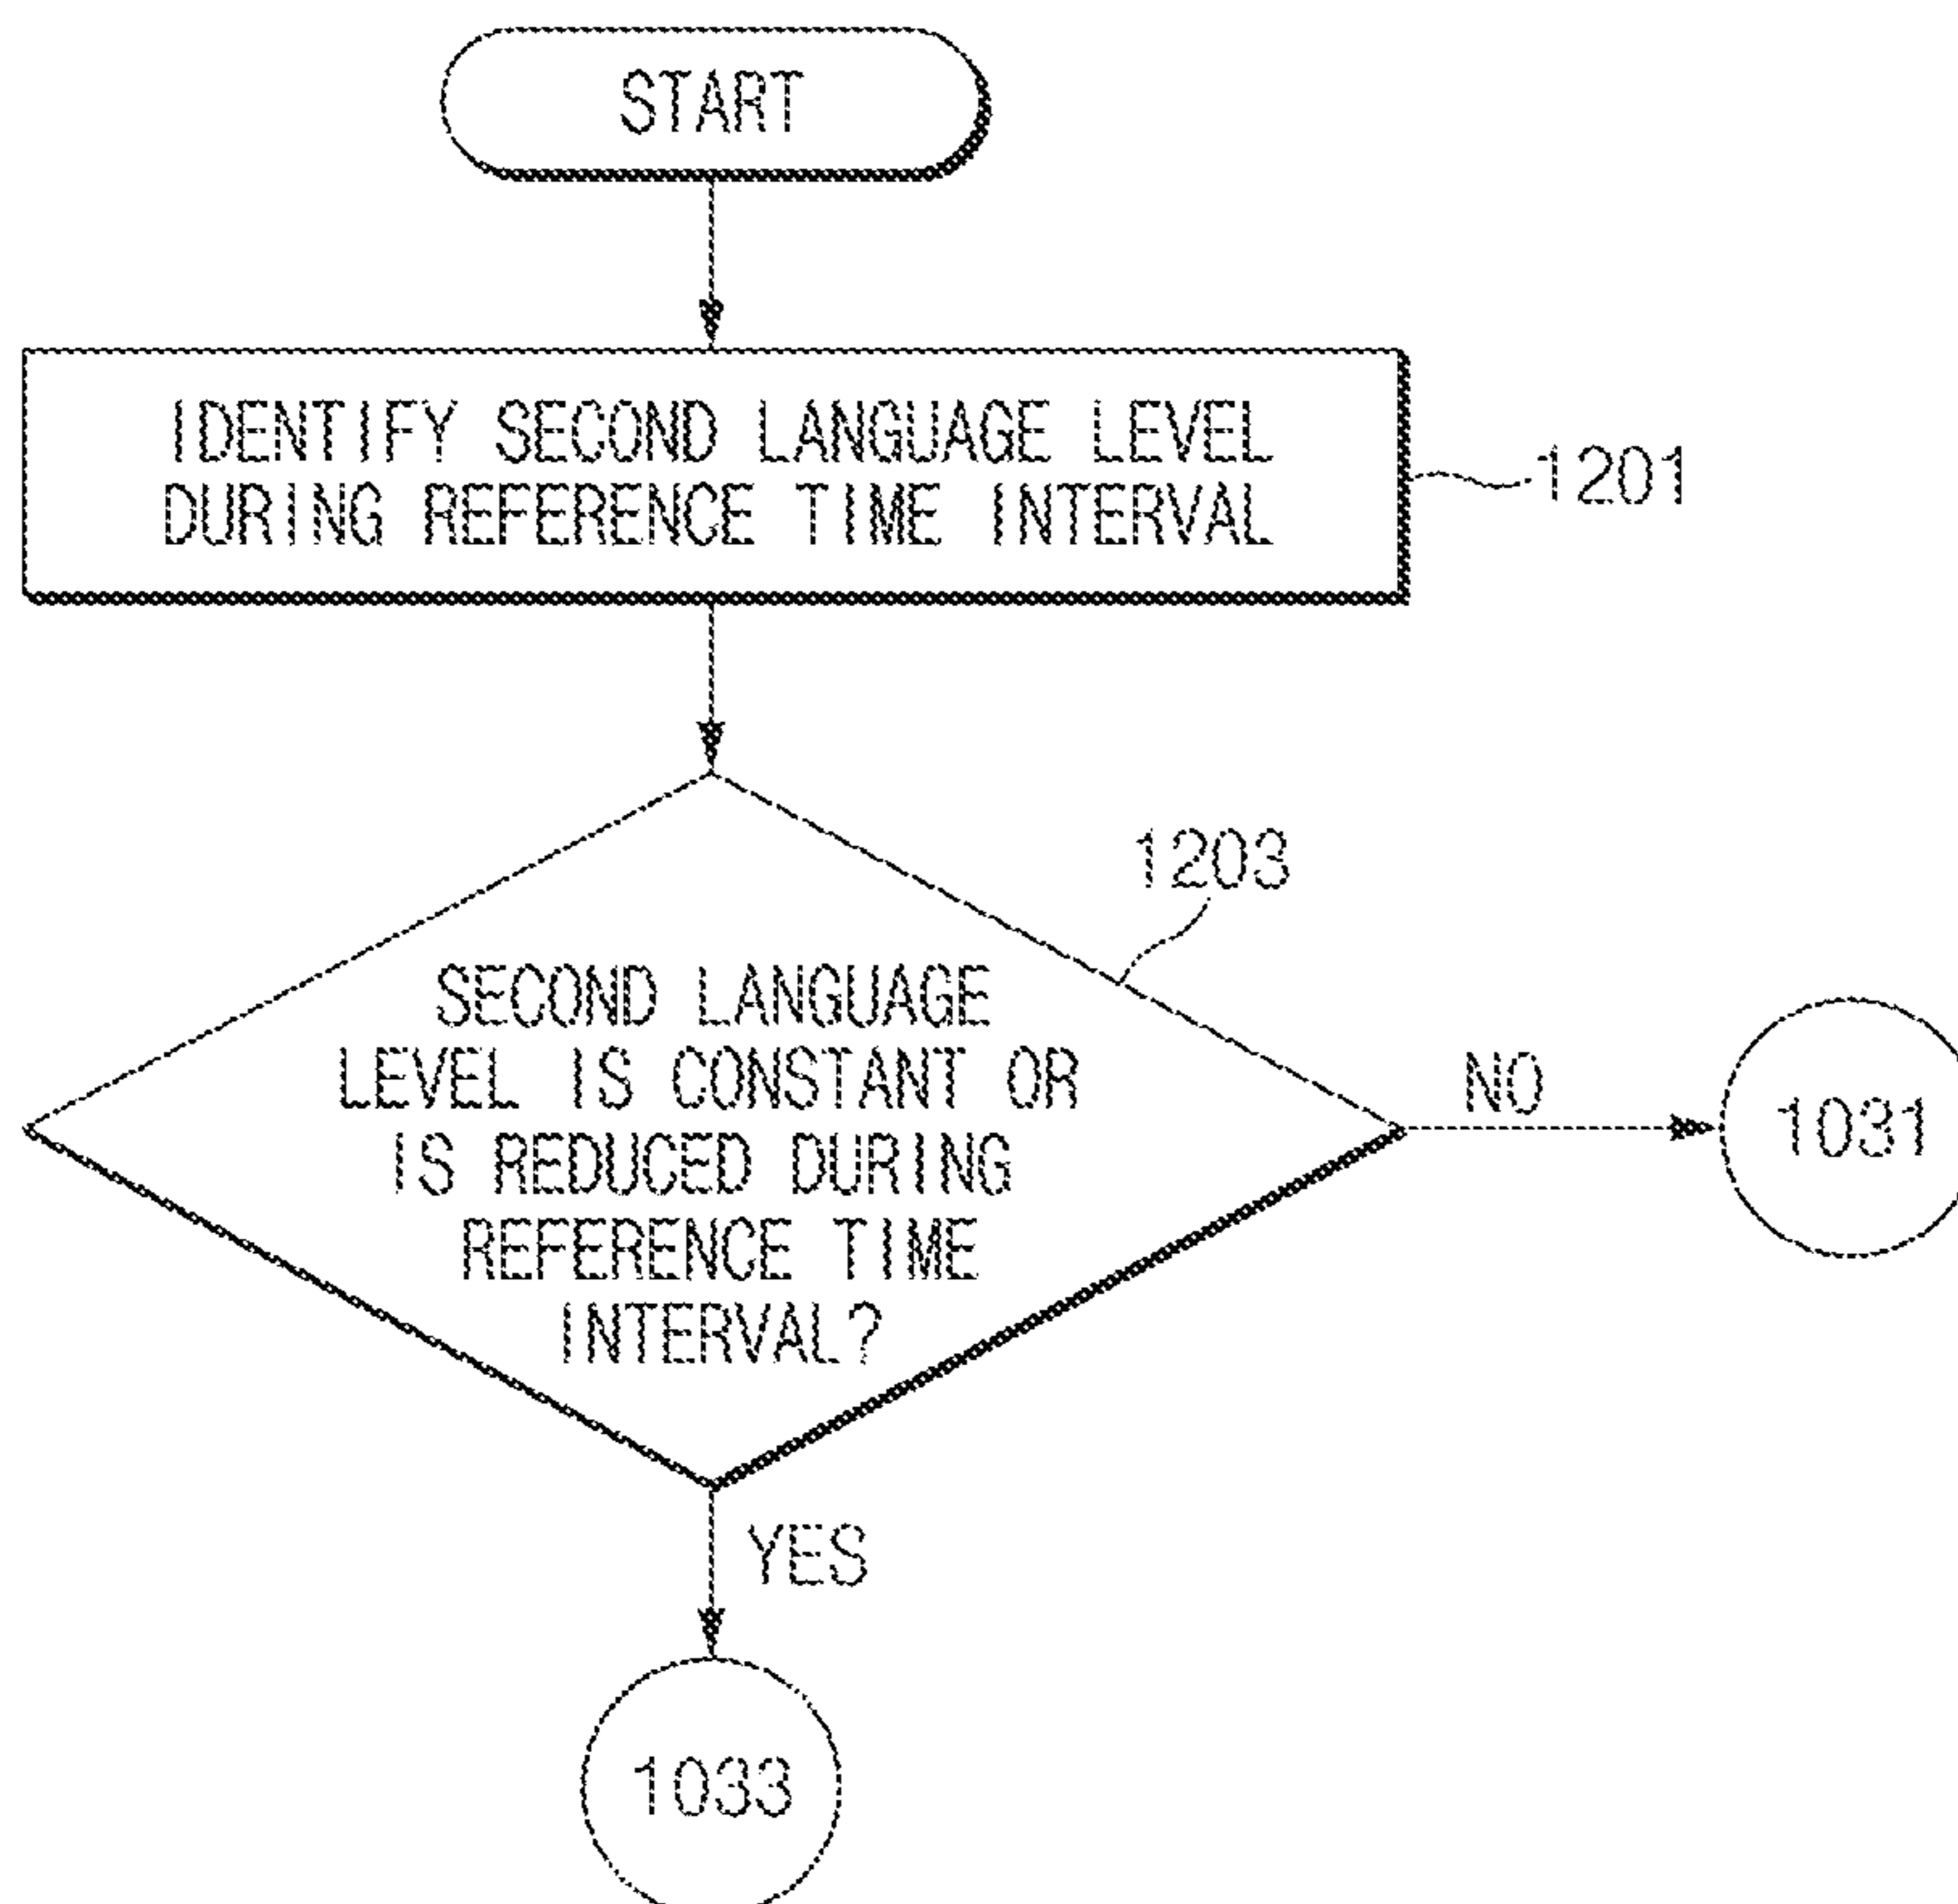 START
IDENTIFY SECOND LANGUAGE LEVEL
DURING REFERENCE TIME INTERVAL
1201
1203
SECOND LANGUAGE
LEVEL IS CONSTANT OR
IS REDUCED DURING
REFERENCE TIME
INTERVAL?
NO
1031
YES
1033